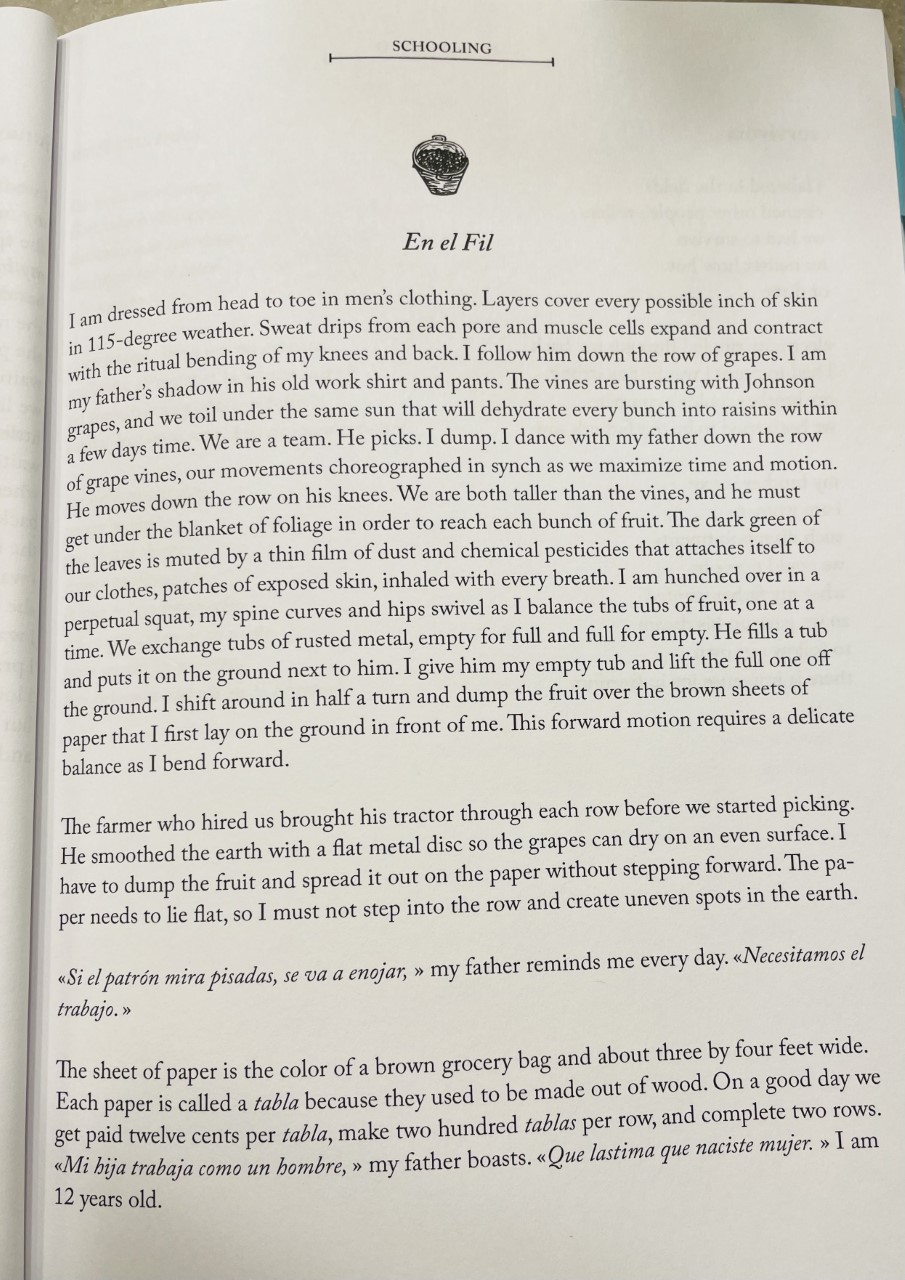 SCHOOLING
En el Fil
I am dressed from head to toe in men's clothing. Layers cover every possible inch of skin
in 115-degree weather. Sweat drips from each pore and muscle cells expand and contract
with the ritual bending of my knees and back. I follow him down the row of grapes. I am
my father's shadow in his old work shirt and pants. The vines are bursting with Johnson
grapes, and we toil under the same sun that will dehydrate every bunch into raisins within
a few days time. We are a team. He picks. I dump. I dance with my father down the row
of grape vines, our movements choreographed in synch as we maximize time and motion.
He moves down the row on his knees. We are both taller than the vines, and he must
get under the blanket of foliage in order to reach each bunch of fruit. The dark green of
the leaves is muted by a thin film of dust and chemical pesticides that attaches itself to
our clothes, patches of exposed skin, inhaled with every breath. I am hunched over in a
perpetual squat, my spine curves and hips swivel as I balance the tubs of fruit, one at a
time. We exchange tubs of rusted metal, empty for full and full for empty. He fills a tub
and puts it on the ground next to him. I give him my empty tub and lift the full one off
the ground. I shift around in half a turn and dump the fruit over the brown sheets of
paper that I first lay on the ground in front of me. This forward motion requires a delicate
balance as I bend forward.
The farmer who hired us brought his tractor through each row before we started picking.
He smoothed the earth with a flat metal disc so the grapes can dry on an even surface. I
have to dump the fruit and spread it out on the paper without stepping forward. The pa-
per needs to lie flat, so I must not step into the row and create uneven spots in the earth.
«Si el patrón mira pisadas, se va a enojar, » my father reminds me every day. «Necesitamos el
trabajo. »
The sheet of paper is the color of a brown grocery bag and about three by four feet wide.
Each paper is called a tabla because they used to be made out of wood. On a good day we
get paid twelve cents per tabla, make two hundred tablas per row, and complete two rows.
«Mi hija trabaja como un hombre, » my father boasts. «Que lastima que naciste mujer. » I am
12 years old.